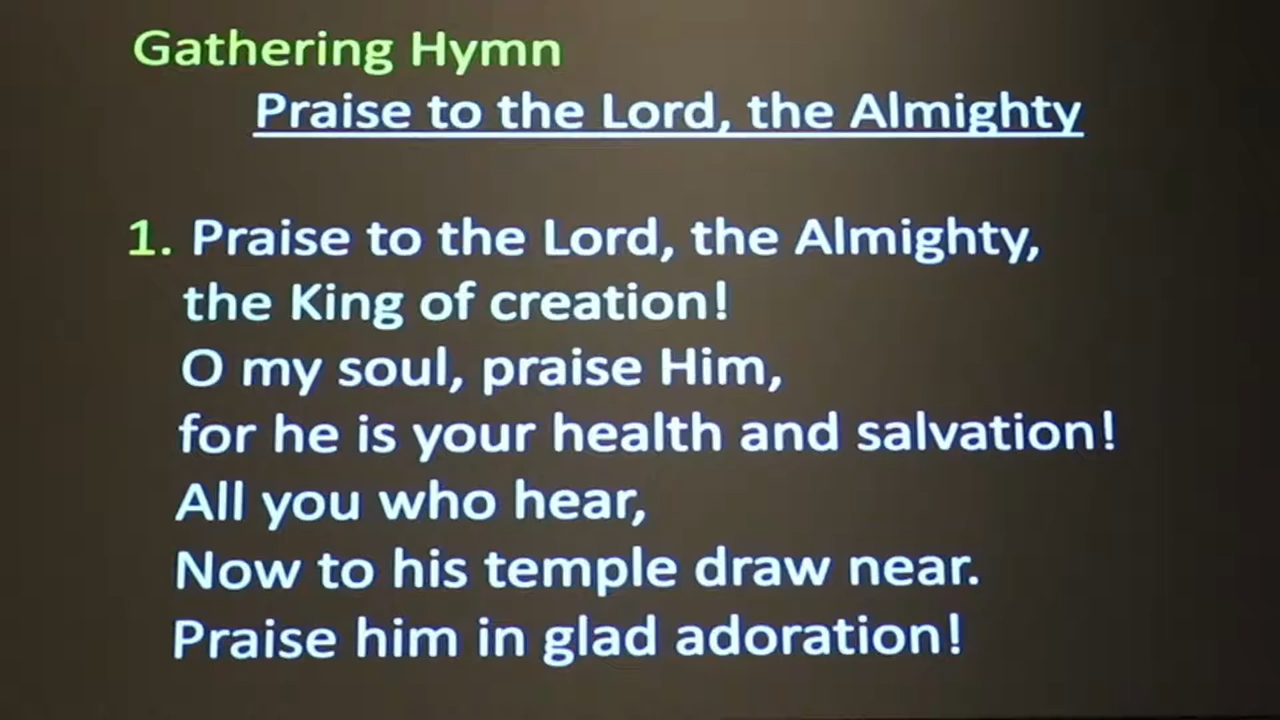 Gathering Hymn
Praise to the Lord, the Almighty
1. Praise to the Lord, the Almighty,
the King of creation!
O my soul, praise Him,
for he is your health and salvation!
All you who hear,
Now to his temple draw near.
Praise him in glad adoration!